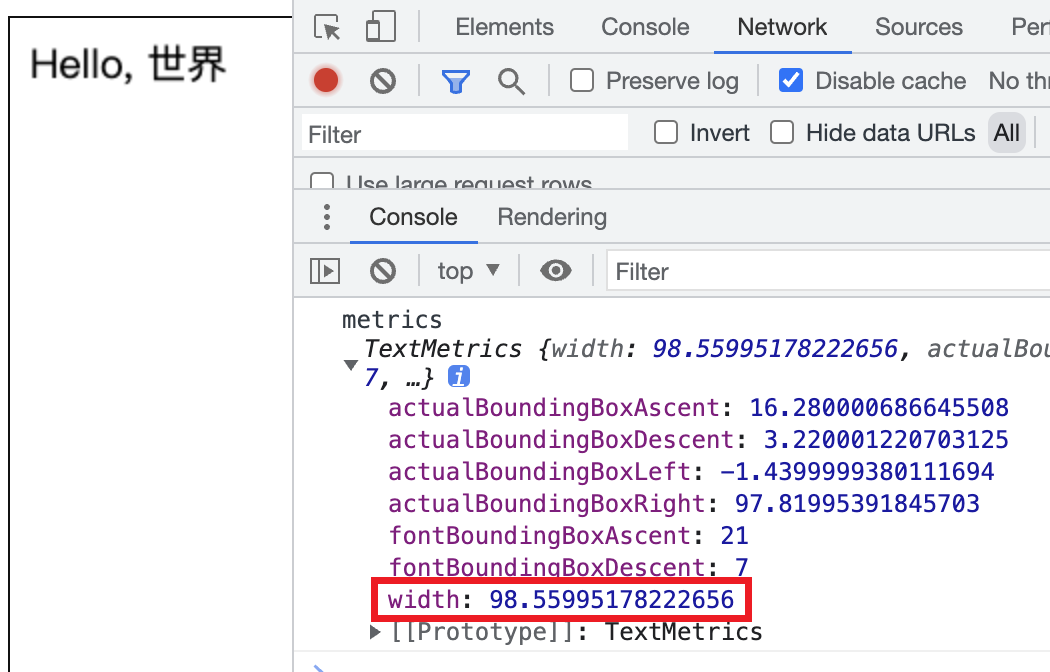 Hello, 世界
Elements Console Network Sources Per
Preserve log Disable cache No thr
Filter Invert Hide data URLs All
Use large request rows
Console Rendering
top ▼ Filter
metrics
▼ TextMetrics {width: 98.55995178222656, actualBou
7, …} i
actualBoundingBoxAscent: 16.280000686645508
actualBoundingBoxDescent: 3.220001220703125
actualBoundingBoxLeft: -1.4399999380111694
actualBoundingBoxRight: 97.81995391845703
fontBoundingBoxAscent: 21
fontBoundingBoxDescent: 7
width: 98.55995178222656
▶ [[Prototype]]: TextMetrics